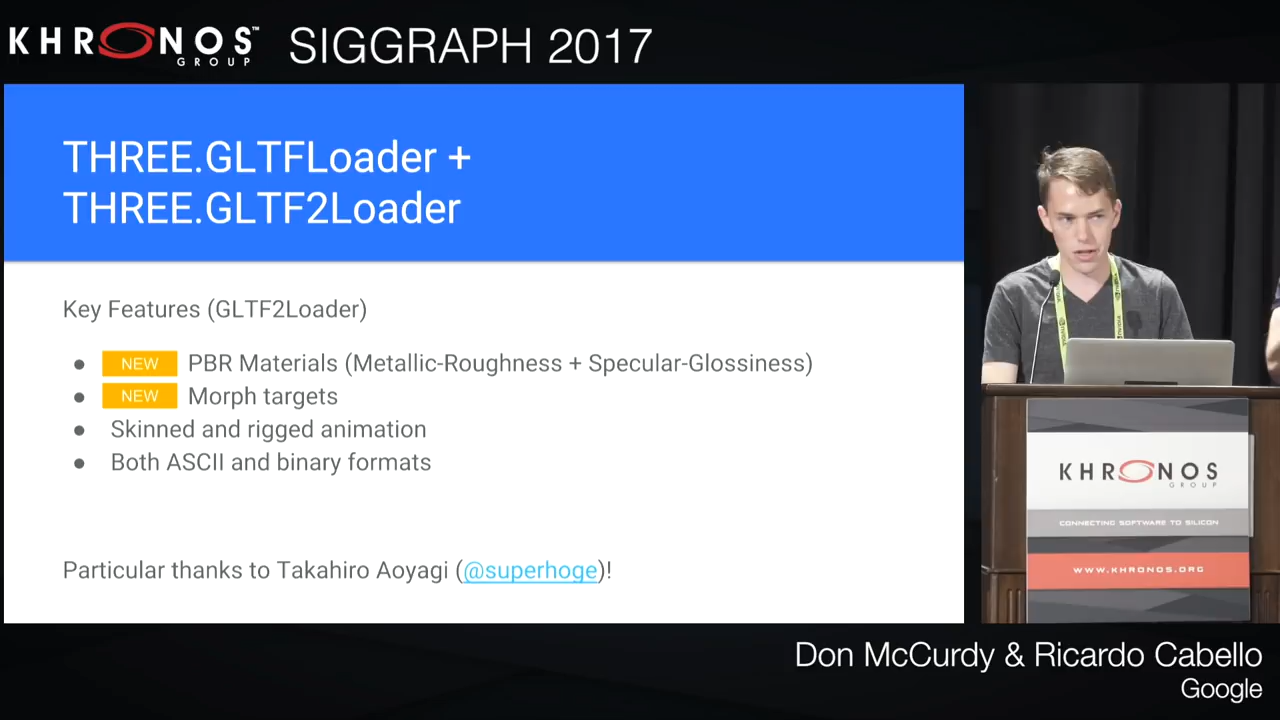 KHRONOS™
GROUP
SIGGRAPH 2017
THREE.GLTFLoader +
THREE.GLTF2Loader
Key Features (GLTF2Loader)
● NEW PBR Materials (Metallic-Roughness + Specular-Glossiness)
● NEW Morph targets
● Skinned and rigged animation
● Both ASCII and binary formats
Particular thanks to Takahiro Aoyagi (@superhoge)!
KHRONOS
GROUP
CONNECTING SOFTWARE TO SILICON
WWW.KHRONOS.ORG
Don McCurdy & Ricardo Cabello
Google